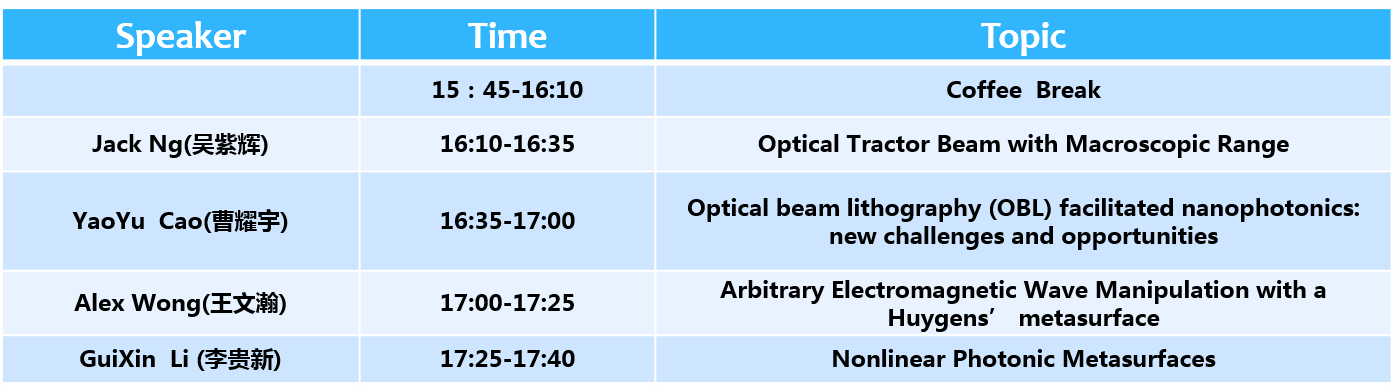 Speaker Time Topic
15：45-16:10 Coffee Break
Jack Ng(吴紫辉) 16:10-16:35 Optical Tractor Beam with Macroscopic Range
YaoYu Cao(曹耀宇) 16:35-17:00 Optical beam lithography (OBL) facilitated nanophotonics:
new challenges and opportunities
Alex Wong(王文瀚) 17:00-17:25 Arbitrary Electromagnetic Wave Manipulation with a
Huygens’ metasurface
GuiXin Li (李贵新) 17:25-17:40 Nonlinear Photonic Metasurfaces